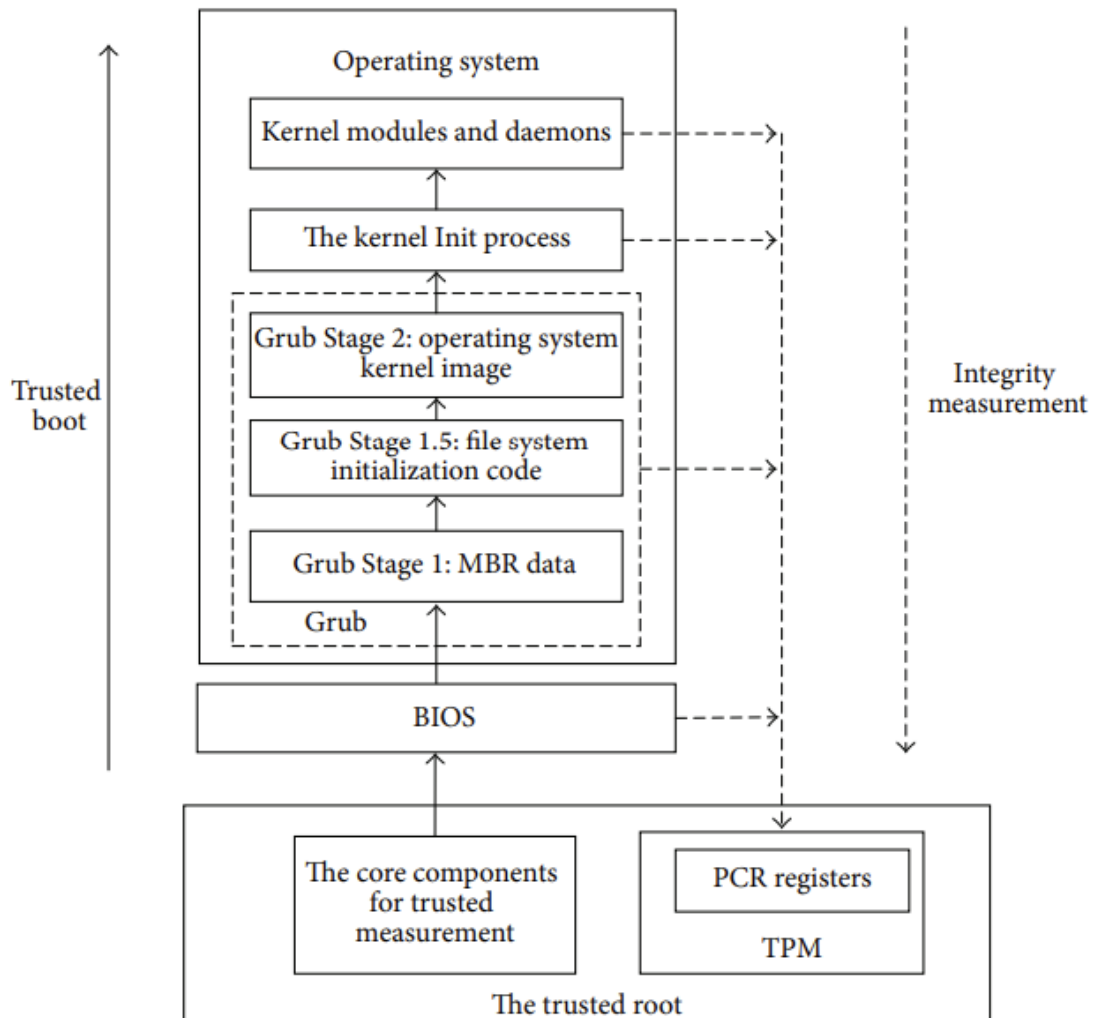 Operating system
Kernel modules and daemons
The kernel Init process
Grub Stage 2: operating system
kernel image
Trusted
boot
Integrity
measurement
Grub Stage 1.5: file system
initialization code
Grub Stage 1: MBR data
Grub
BIOS
The core components
for trusted
measurement
PCR registers
TPM
The trusted root